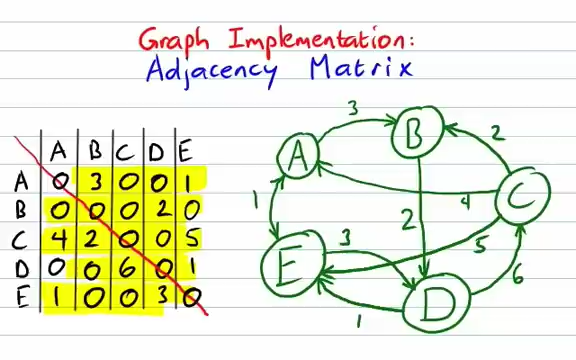 Graph Implementation:
Adjacency Matrix
A B C D E
A 0 3 0 0 1
B 0 0 0 2 0
C 4 2 0 0 5
D 0 0 6 0 1
E 1 0 0 3 0
3
B
2
A
1
4
C
2
5
3
E
6
D
1